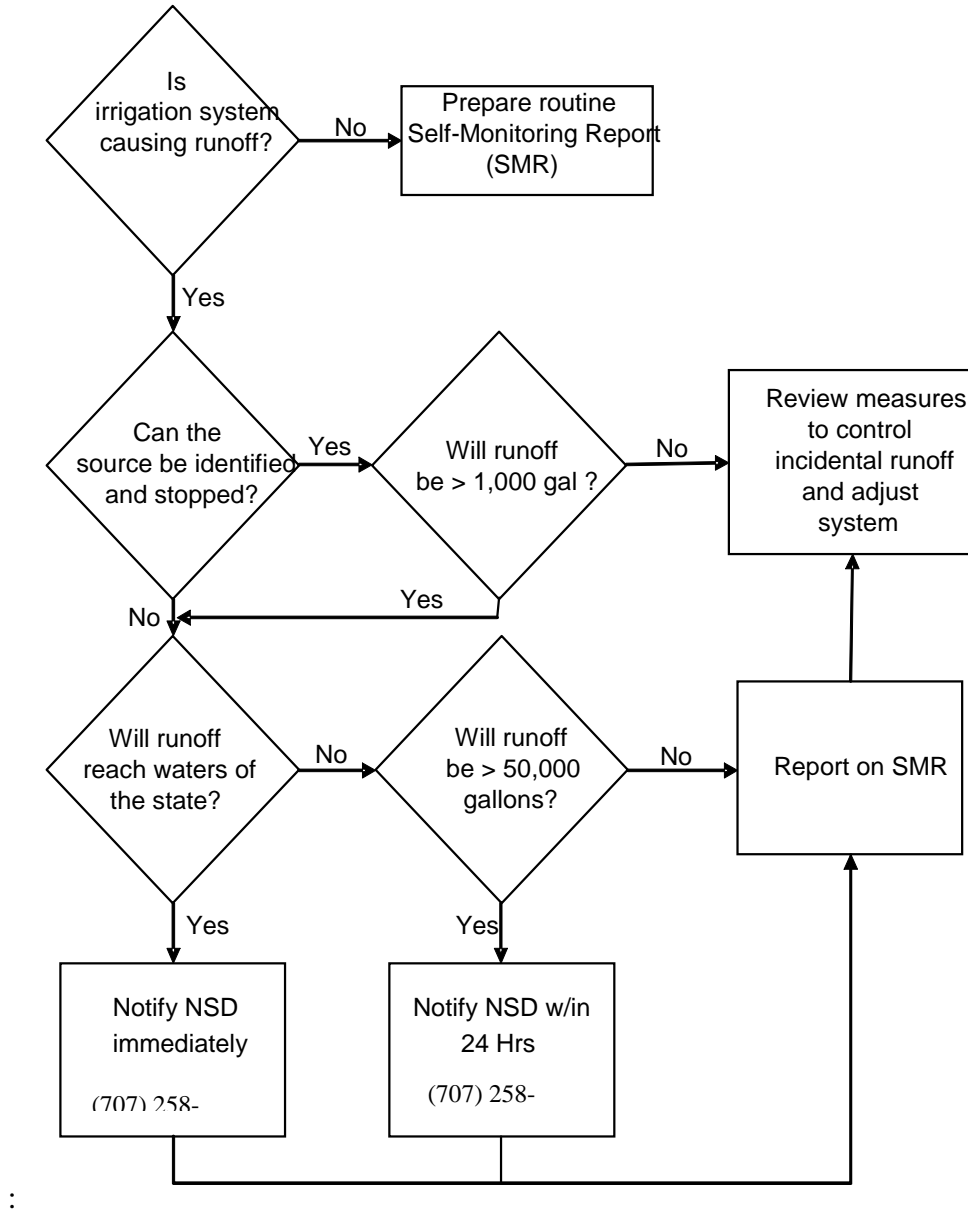 Is
irrigation system
causing runoff?
No
Prepare routine
Self-Monitoring Report
(SMR)
Yes
Can the
source be identified
and stopped?
Yes
Will runoff
be > 1,000 gal ?
No
Review measures
to control
incidental runoff
and adjust
system
Yes
No
Will runoff
reach waters of
the state?
No
Will runoff
be > 50,000
gallons?
No
Report on SMR
Yes
Yes
Notify NSD
immediately
(707) 258-
Notify NSD w/in
24 Hrs
(707) 258-
: